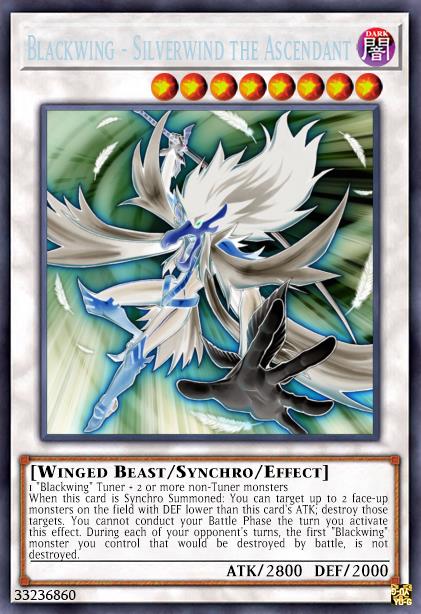 Blackwing - Silverwind the Ascendant
DARK
闇
[Winged Beast/Synchro/Effect]
1 "Blackwing" Tuner + 2 or more non-Tuner monsters
When this card is Synchro Summoned: You can target up to 2 face-up
monsters on the field with DEF lower than this card's ATK; destroy those
targets. You cannot conduct your Battle Phase the turn you activate
this effect. During each of your opponent's turns, the first "Blackwing"
monster you control that would be destroyed by battle, is not
destroyed.
ATK/2800 DEF/2000
33236860